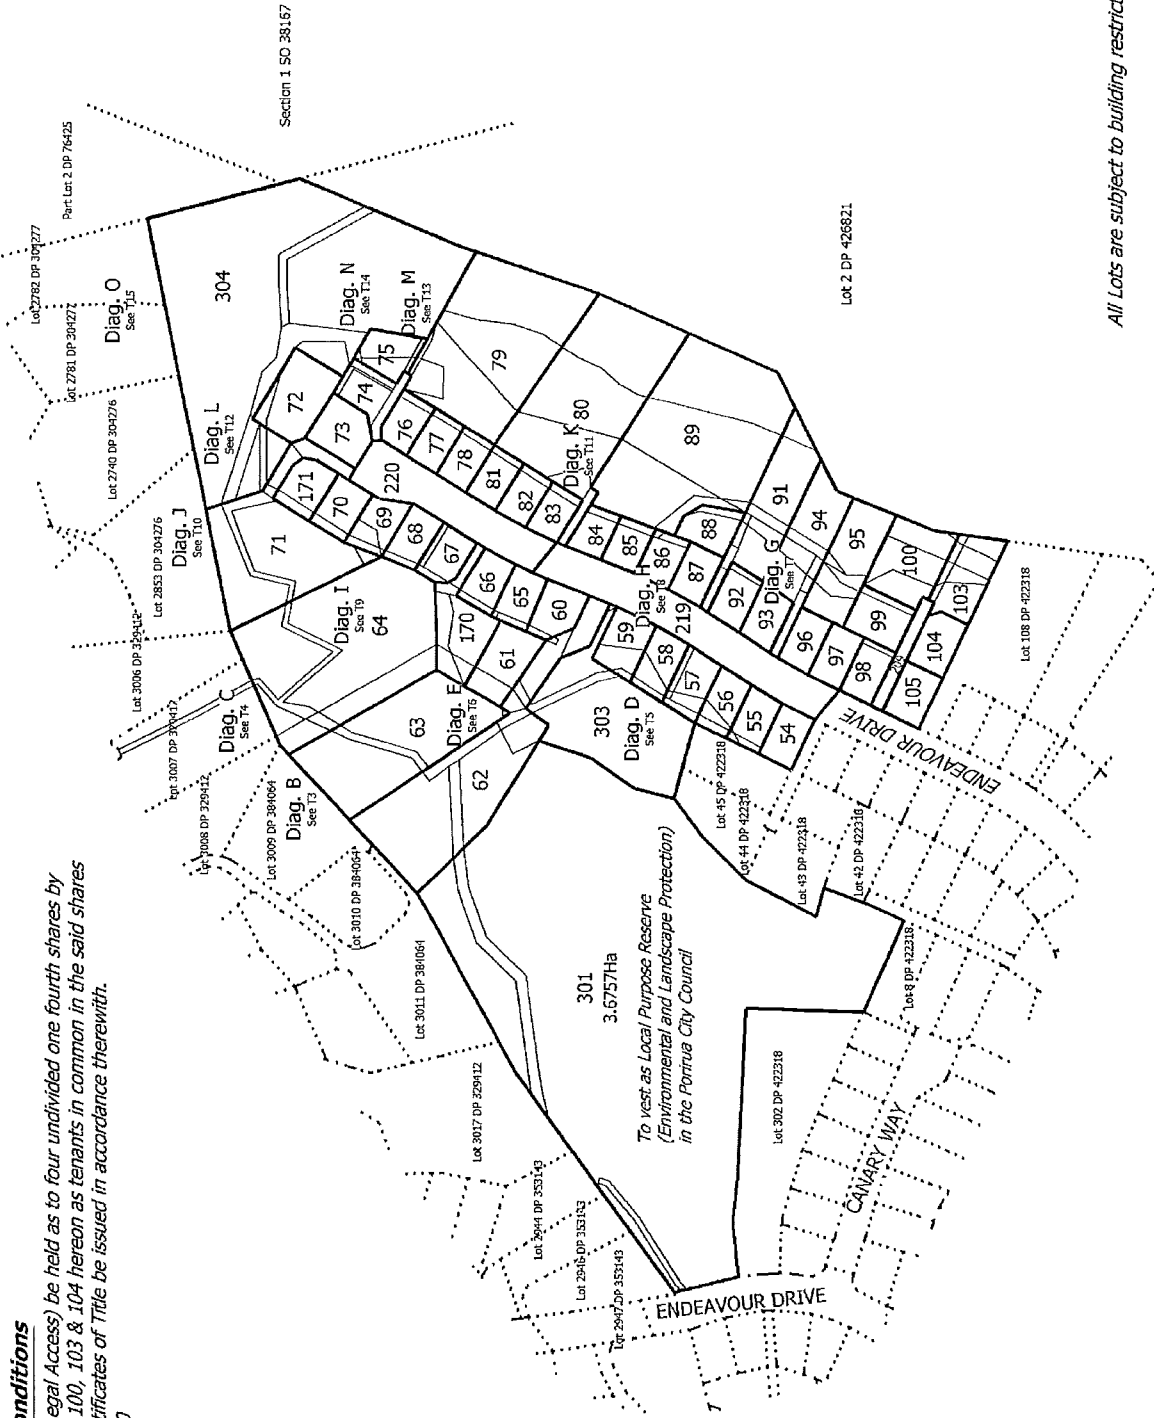 onditions
egal Access) be held as to four undivided one fourth shares by
100, 103 & 104 hereon as tenants in common in the said shares
tificates of Title be issued in accordance therewith.
Section 1 SO 38167
Part Lot 2 DP 76425
Lot 2782 DP 304277
Diag. O
See T15
Lot 2781 DP 304277
Lot 2740 DP 304276
Diag. L
See T12
Lot 2853 DP 304276
Diag. J
See T10
Lot 3006 DP 329412
Lot 3007 DP 370417
Diag. C
See T4
Lot 3008 DP 329412
Lot 3009 DP 384064
Diag. B
See T3
Lot 3010 DP 384064
Lot 3011 DP 384064
Lot 3017 DP 329412
Lot 2944 DP 353143
Lot 2946 DP 353143
Lot 2947 DP 353143
ENDEAVOUR DRIVE
304
Diag. N
See T14
Diag. M
See T13
75
74
72
73
76
77
78
81
82
83
79
80
Diag. K
See T11
89
220
171
70
69
68
67
71
Diag. I
See T9
64
66
65
60
170
61
63
Diag. E
See T6
62
84
85
86
87
88
Diag. H
See T8
219
59
58
57
56
55
54
303
Diag. D
See T5
91
92
93
Diag. G
See T7
94
95
96
97
98
99
100
103
104
105
209
ENDEAVOUR DRIVE
Lot 2 DP 426821
Lot 108 DP 422318
Lot 45 DP 422318
Lot 44 DP 422318
Lot 43 DP 422318
Lot 42 DP 422318
Lot 8 DP 422318
301
3.6757Ha
To vest as Local Purpose Reserve
(Environmental and Landscape Protection)
in the Porirua City Council
Lot 302 DP 422318
CANARY WAY
All Lots are subject to building restrict